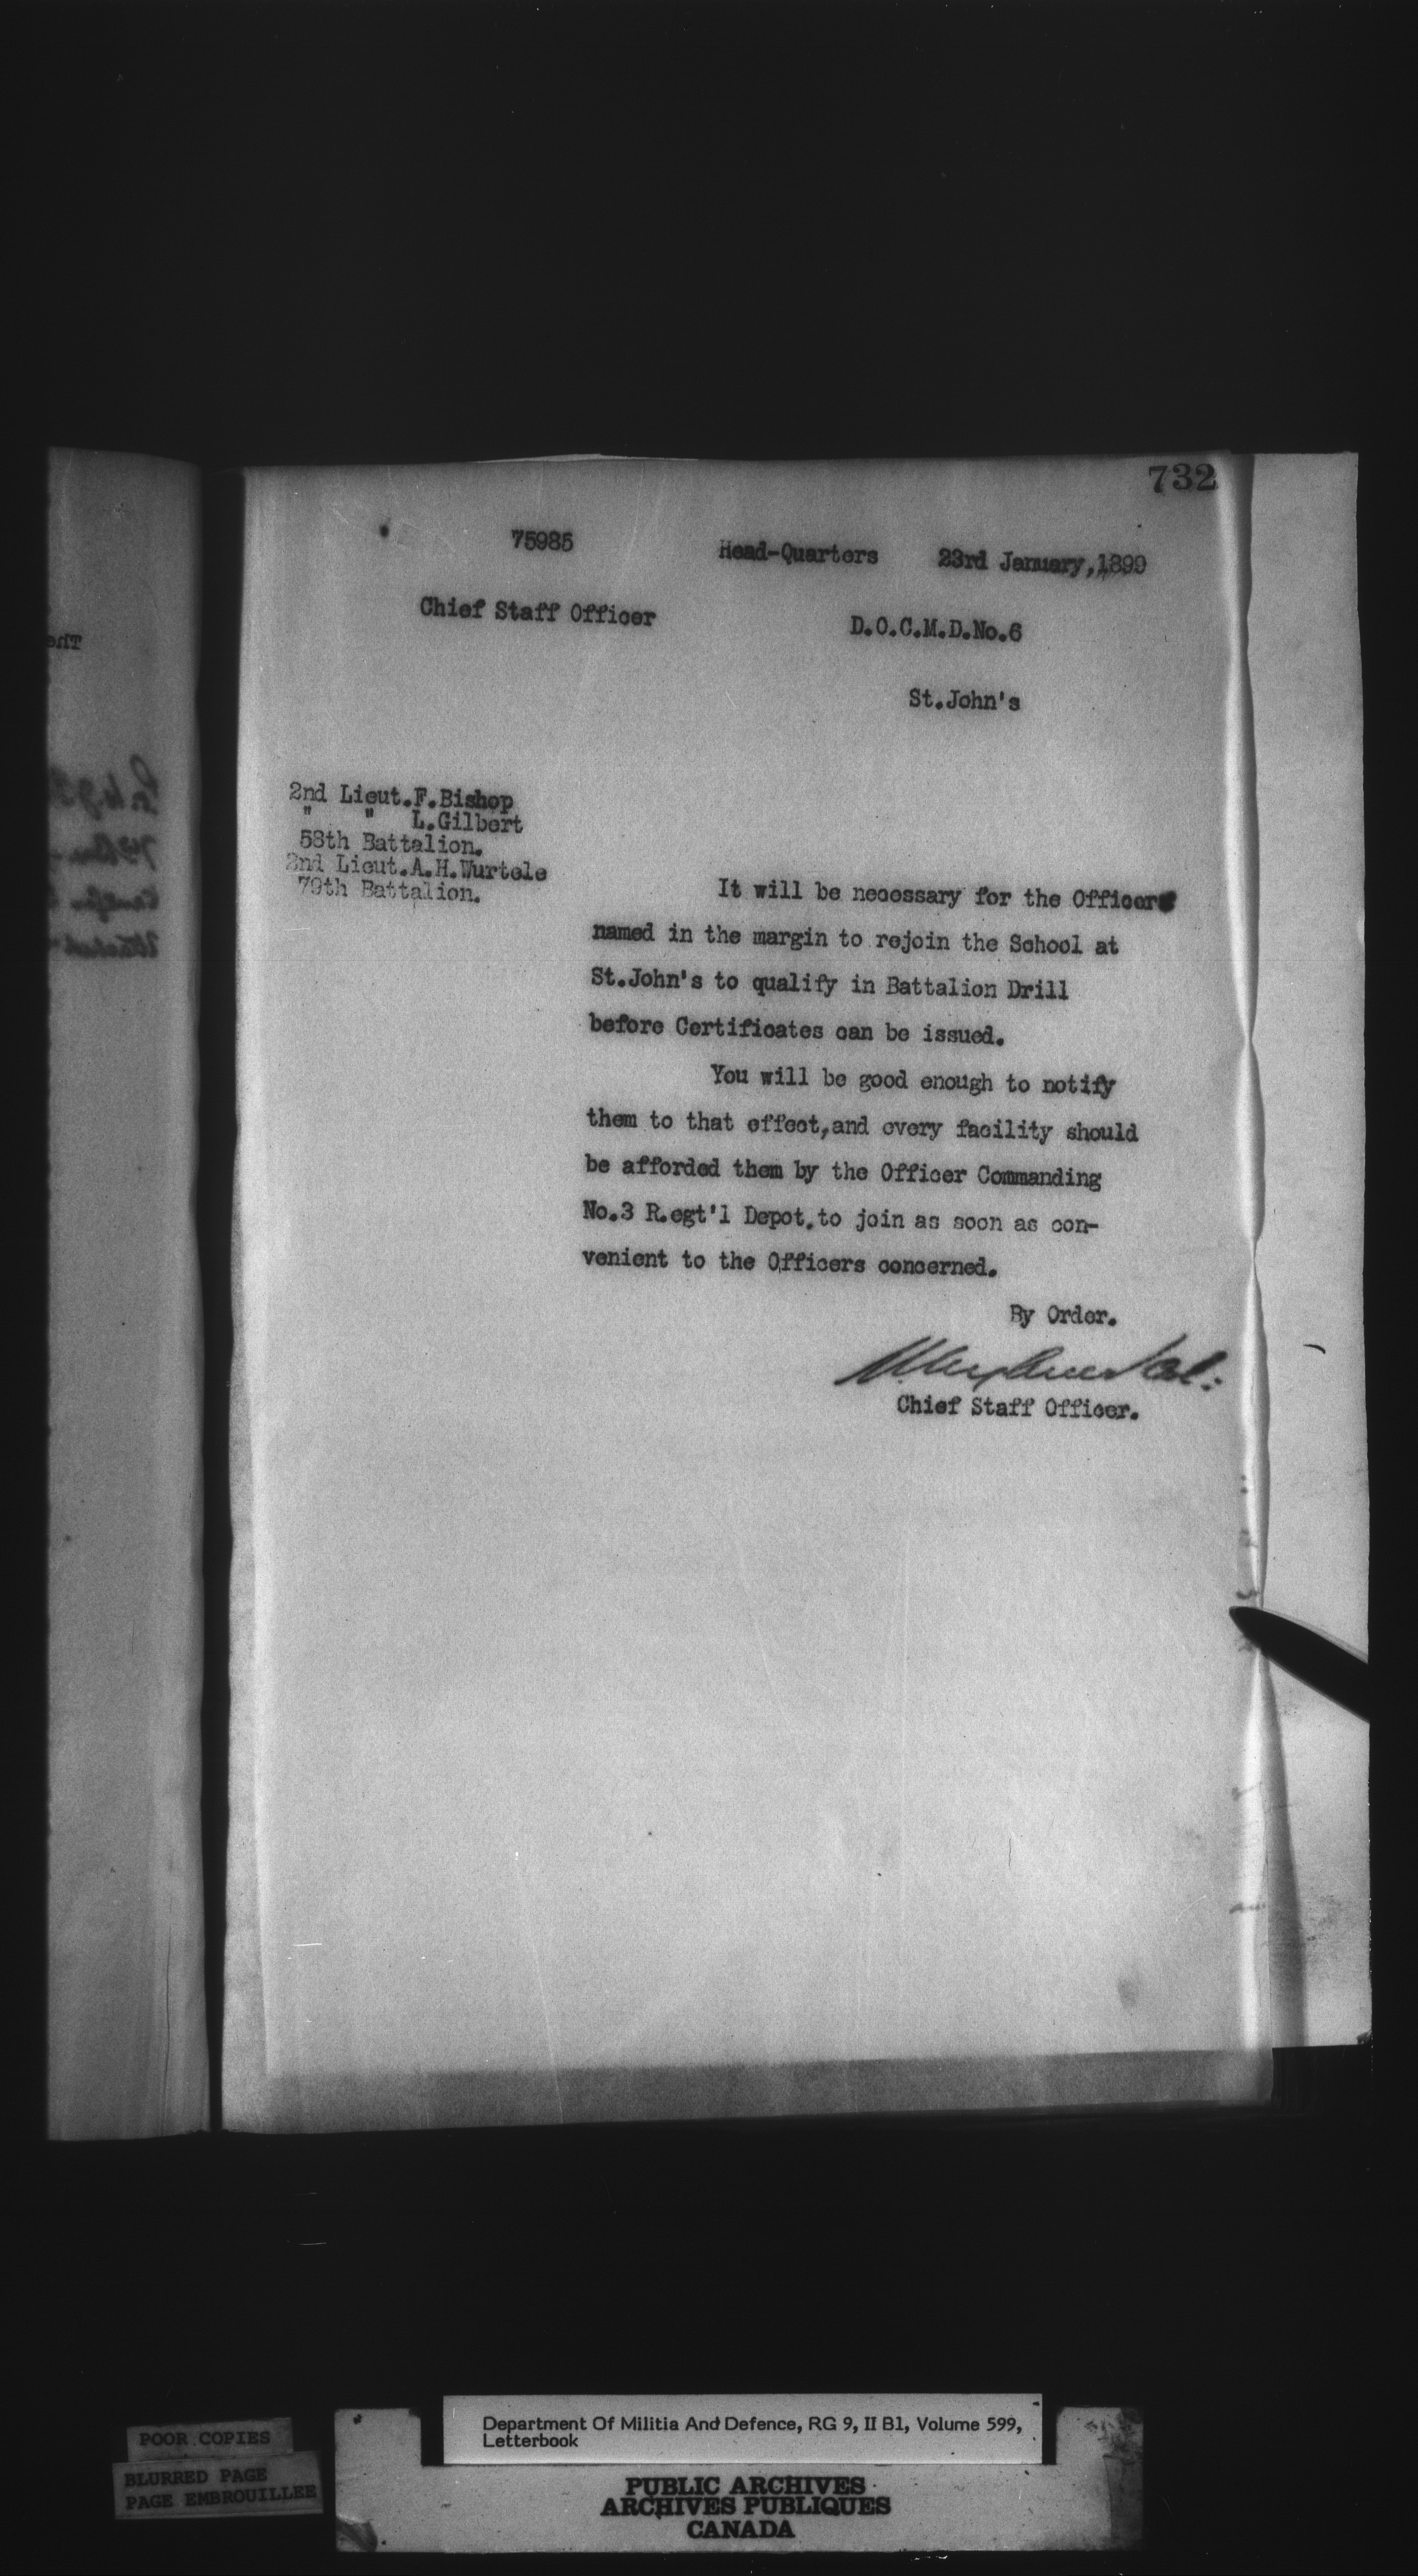 732
75985 Head-Quarters 23rd January, 1899
Chief Staff Officer D.O.C.M.D.No.6
St.John's
2nd Lieut.F.Bishop
" " L.Gilbert
58th Battalion.
2nd Lieut.A.H.Wurtele
79th Battalion.
It will be necessary for the Officers
named in the margin to rejoin the School at
St.John's to qualify in Battalion Drill
before Certificates can be issued.
You will be good enough to notify
them to that effect,and every facility should
be afforded them by the Officer Commanding
No.3 R.egt'l Depot.to join as soon as con-
venient to the Officers concerned.
By Order.
Col:
Chief Staff Officer.
Department Of Militia And Defence, RG 9, II B1, Volume 599,
Letterbook
POOR COPIES
BLURRED PAGE
PAGE EMBROUILLEE
PUBLIC ARCHIVES
ARCHIVES PUBLIQUES
CANADA